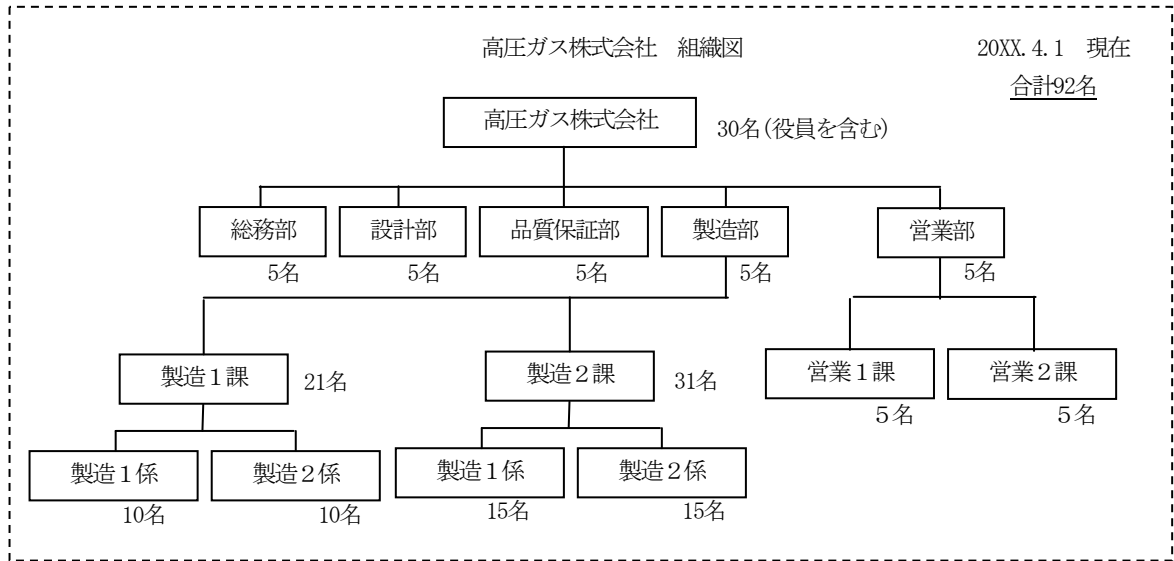 高圧ガス株式会社　組織図
20XX.4.1　現在
合計92名
高圧ガス株式会社
30名(役員を含む)
総務部
設計部
品質保証部
製造部
営業部
5名
5名
5名
5名
5名
製造１課
21名
製造２課
31名
営業１課
営業２課
５名
５名
製造１係
製造２係
製造１係
製造２係
10名
10名
15名
15名